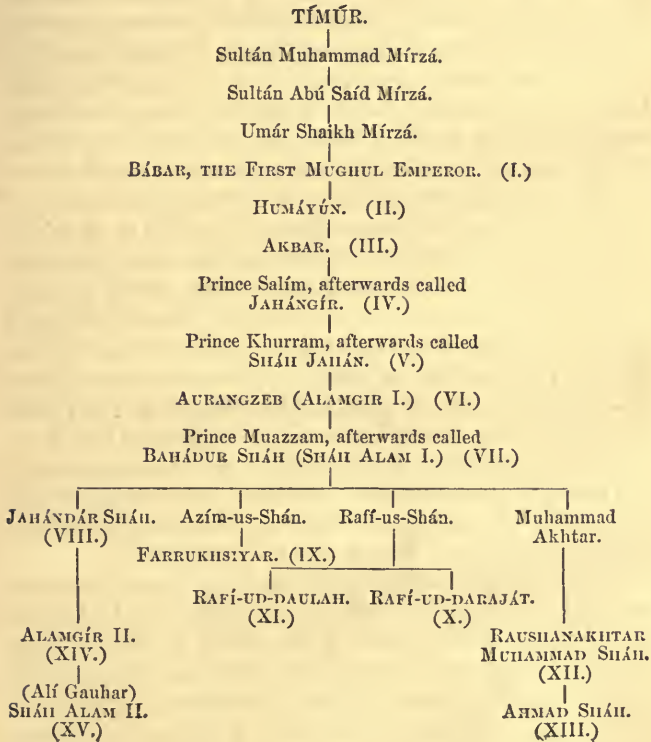 TÍMÚR.
Sultán Muhammad Mírzá.
Sultán Abú Saíd Mírzá.
Umár Shaikh Mírzá.
BÁBAR, THE FIRST MUGHUL EMPEROR. (I.)
HUMÁYÚN. (II.)
AKBAR. (III.)
Prince Salím, afterwards called
JAHÁNGÍR. (IV.)
Prince Khurram, afterwards called
SHÁH JAHÁN. (V.)
AURANGZEB (ALAMGIR I.) (VI.)
Prince Muazzam, afterwards called
BAHÁDUR SHÁH (SHÁH ALAM I.) (VII.)
JAHÁNDÁR SHÁH. Azím-us-Shán. Raff-us-Shán. Muhammad
(VIII.) Akhtar.
FARRUKHSIYAR. (IX.)
RAFÍ-UD-DAULAH. RAFÍ-UD-DARAJÁT.
(XI.) (X.)
ALAMGÍR II. RAUSHANAKHTAR
(XIV.) MUHAMMAD SHÁH.
(XII.)
(Alí Gauhar)
SHÁH ALAM II. AHMAD SHÁH.
(XV.) (XIII.)